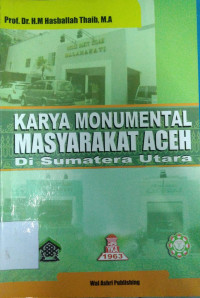 Prof. Dr. H.M Hasballah Thaib, M.A
KARYA MONUMENTAL
MASYARAKAT ACEH
Di Sumatera Utara
1963
Wal Ashri Publishing